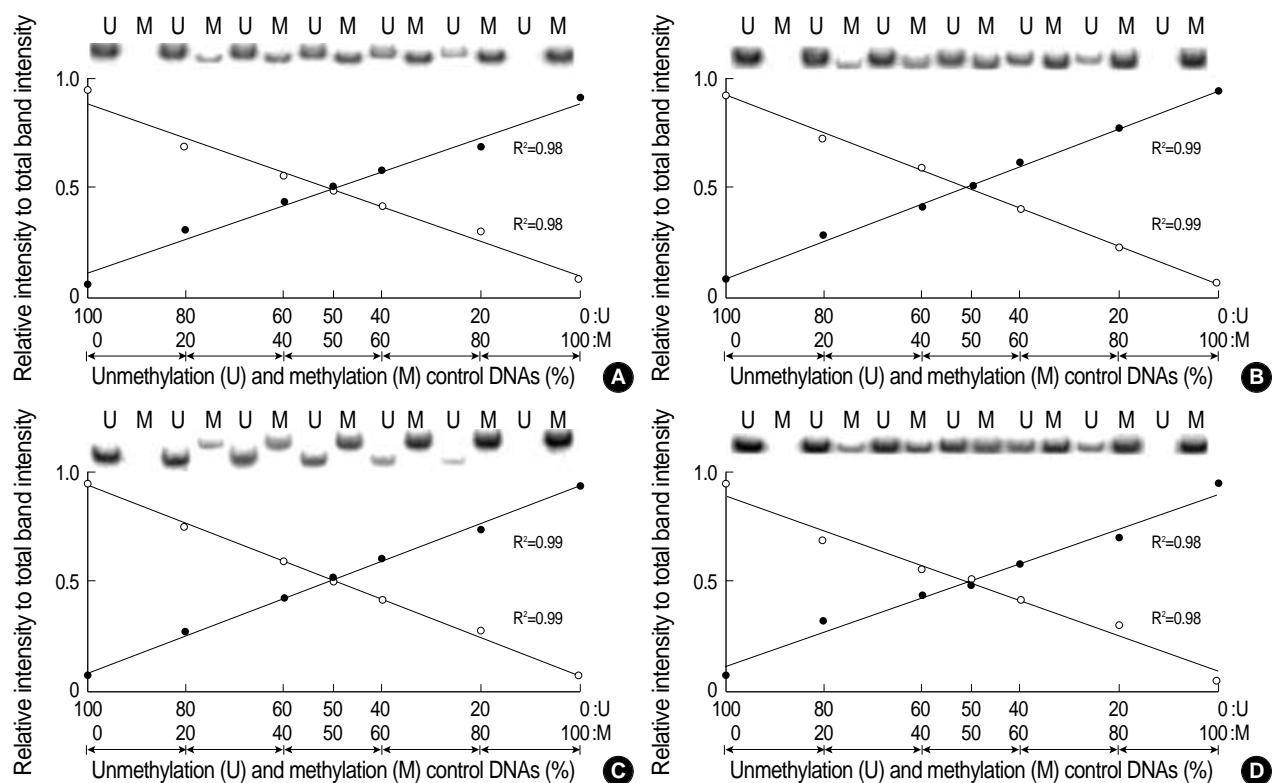 U M U M U M U M U M U M U M
Relative intensity to total band intensity
1.0
0.5
0
R²=0.98
R²=0.98
100 80 60 50 40 20 0 :U
0 20 40 50 60 80 100 :M
Unmethylation (U) and methylation (M) control DNAs (%)
A
U M U M U M U M U M U M U M
Relative intensity to total band intensity
1.0
0.5
0
R²=0.99
R²=0.99
100 80 60 50 40 20 0 :U
0 20 40 50 60 80 100 :M
Unmethylation (U) and methylation (M) control DNAs (%)
B
U M U M U M U M U M U M U M
Relative intensity to total band intensity
1.0
0.5
0
R²=0.99
R²=0.99
100 80 60 50 40 20 0 :U
0 20 40 50 60 80 100 :M
Unmethylation (U) and methylation (M) control DNAs (%)
C
U M U M U M U M U M U M U M
Relative intensity to total band intensity
1.0
0.5
0
R²=0.98
R²=0.98
100 80 60 50 40 20 0 :U
0 20 40 50 60 80 100 :M
Unmethylation (U) and methylation (M) control DNAs (%)
D